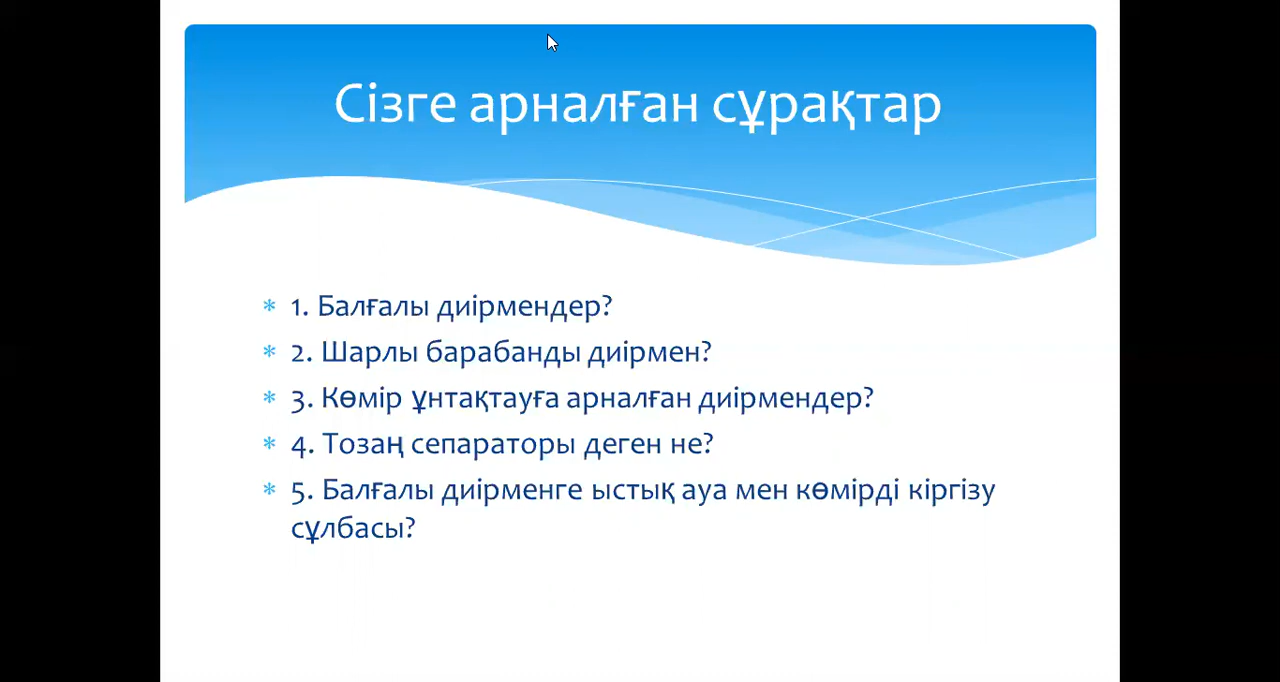 Сізге арналған сұрақтар
* 1. Балғалы диірмендер?
* 2. Шарлы барабанды диірмен?
* 3. Көмір ұнтақтауға арналған диірмендер?
* 4. Тозаң сепараторы деген не?
* 5. Балғалы диірменге ыстық ауа мен көмірді кіргізу
сұлбасы?